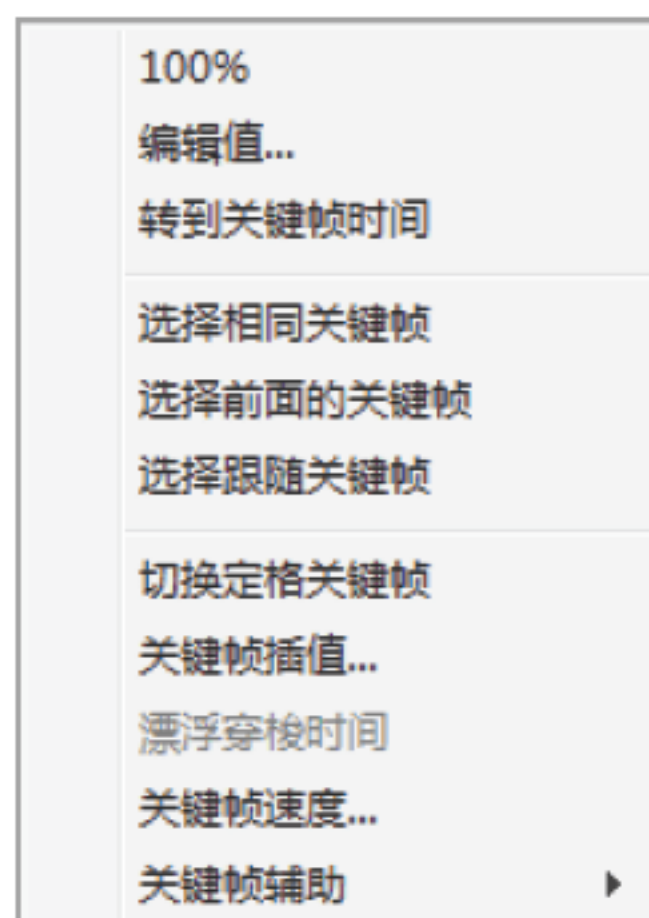 100%
编辑值...
转到关键帧时间
选择相同关键帧
选择前面的关键帧
选择跟随关键帧
切换定格关键帧
关键帧插值...
漂浮穿梭时间
关键帧速度...
关键帧辅助